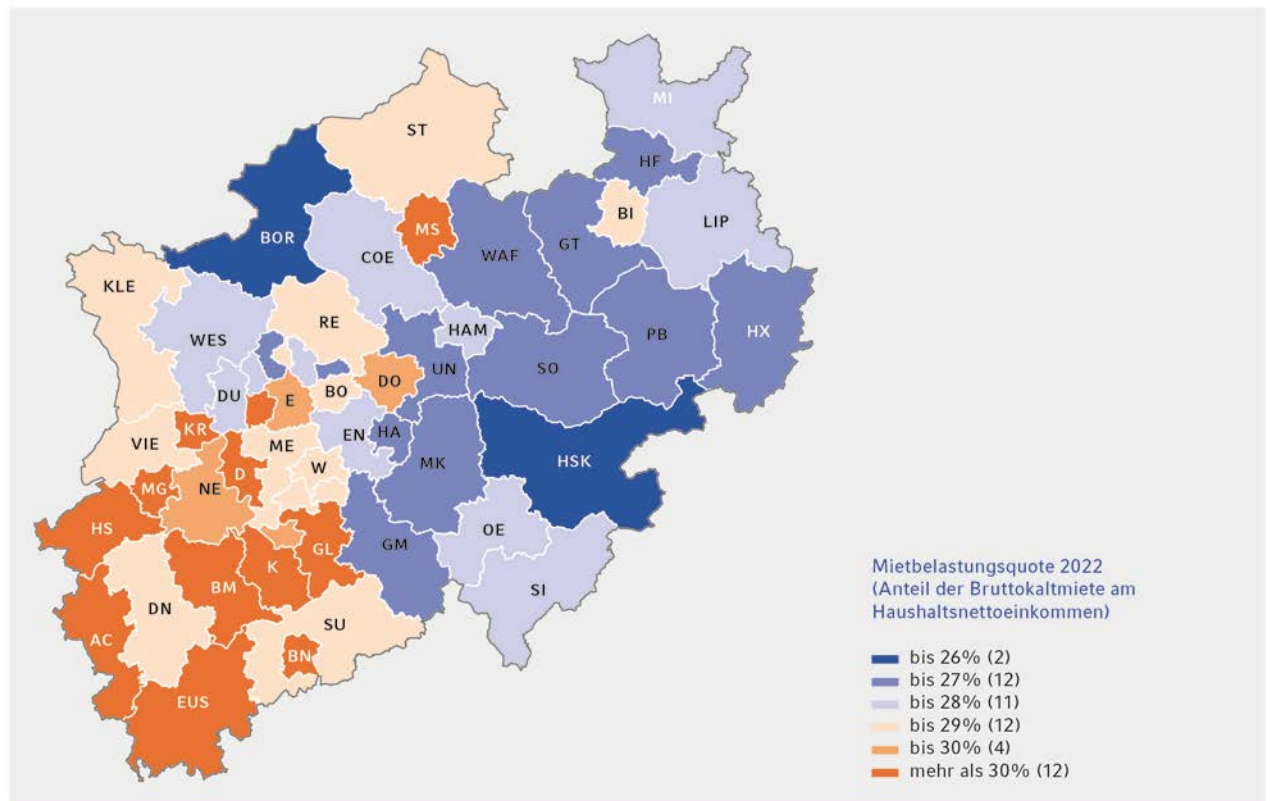 MI
ST
HF
BI
MS
LIP
BOR
COE
WAF
GT
KLE
RE
HAM
PB
HX
WES
UN
SO
DU
E
BO
DO
KR
EN
HA
VIE
ME
W
MK
HSK
D
MG
NE
HS
OE
GL
GM
K
BM
SI
DN
SU
AC
BN
EUS
Mietbelastungsquote 2022
(Anteil der Bruttokaltmiete am
Haushaltsnettoeinkommen)
bis 26% (2)
bis 27% (12)
bis 28% (11)
bis 29% (12)
bis 30% (4)
mehr als 30% (12)